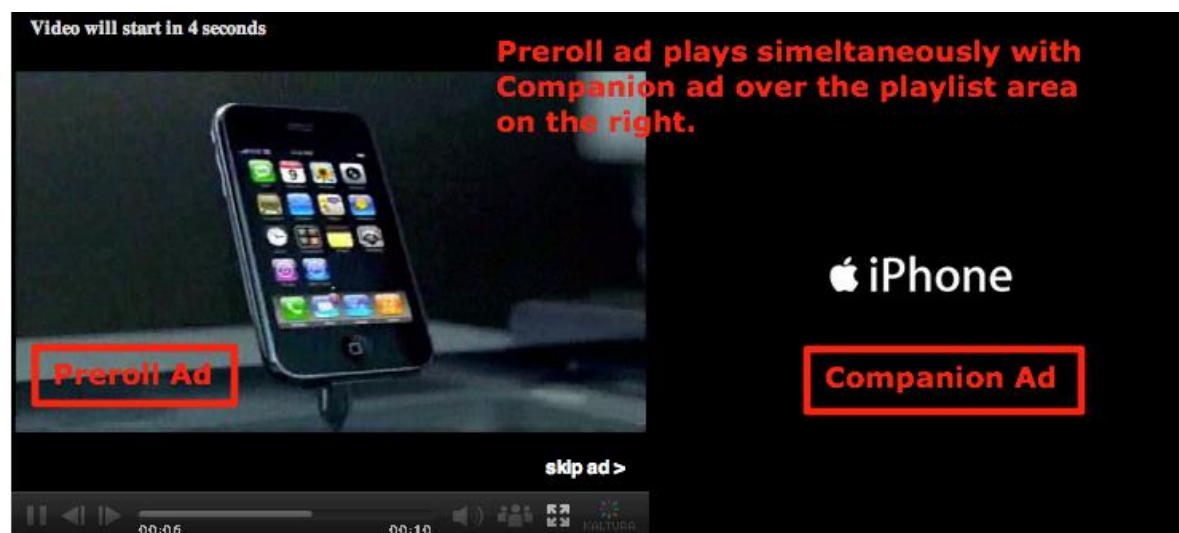 Video will start in 4 seconds
Preroll ad plays simeltaneously with
Companion ad over the playlist area
on the right.
9
iPhone
Preroll Ad
Companion Ad
skip ad >
00:06
00:10
KALTURA